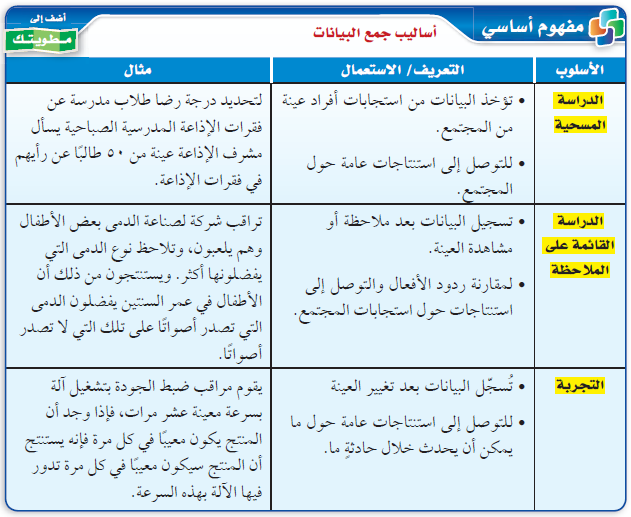 مفهوم أساسي
أساليب جمع البيانات
أضف إلى
مطويتك
الأسلوب
التعريف/ الاستعمال
مثال
الدراسة
المسحية
• تؤخذ البيانات من استجابات أفراد عينة
من المجتمع.
• للتوصل إلى استنتاجات عامة حول
المجتمع.
لتحديد درجة رضا طلاب مدرسة عن
فقرات الإذاعة المدرسية الصباحية يسأل
مشرف الإذاعة عينة من ٥٠ طالبًا عن رأيهم
في فقرات الإذاعة.
الدراسة
القائمة على
الملاحظة
• تسجيل البيانات بعد ملاحظة أو
مشاهدة العينة.
• لمقارنة ردود الأفعال والتوصل إلى
استنتاجات حول استجابات المجتمع.
تراقب شركة لصناعة الدمى بعض الأطفال
وهم يلعبون، وتلاحظ نوع الدمى التي
يفضلونها أكثر. ويستنتجون من ذلك أن
الأطفال في عمر السنتين يفضلون الدمى
التي تصدر أصواتًا على تلك التي لا تصدر
أصواتًا.
التجربة
• تُسجّل البيانات بعد تغيير العينة
• للتوصل إلى استنتاجات عامة حول ما
يمكن أن يحدث خلال حادثةٍ ما.
يقوم مراقب ضبط الجودة بتشغيل آلة
بسرعة معينة عشر مرات، فإذا وجد أن
المنتج يكون معيبًا في كل مرة فإنه يستنتج
أن المنتج سيكون معيبًا في كل مرة تدور
فيها الآلة بهذه السرعة.